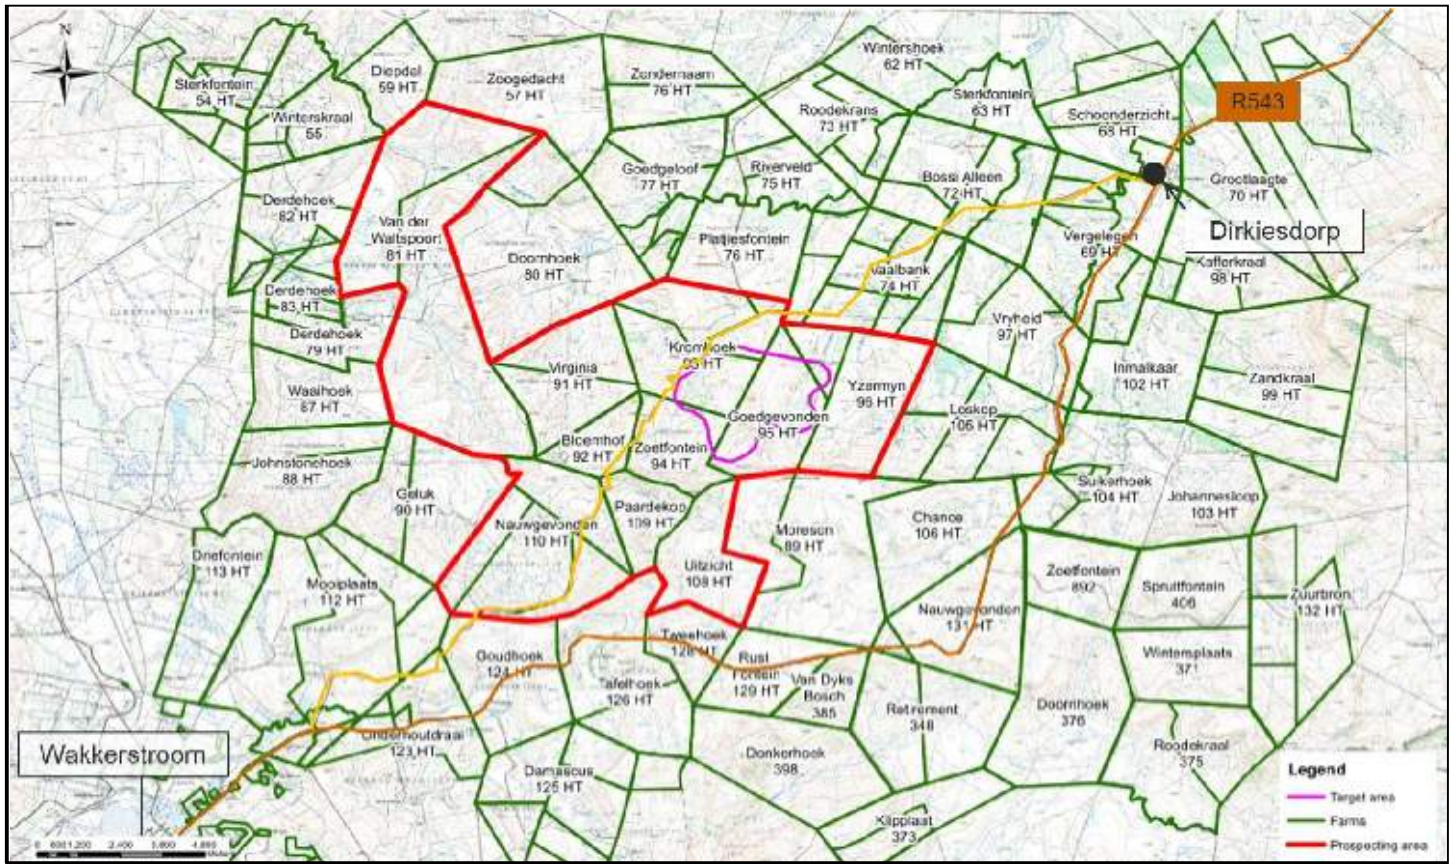 N
Sterkfontein
54 HT
Winterskraal
55
Diepdal
59 HT
Zoogedacht
57 HT
Zondernaam
76 HT
Wintershoek
62 HT
Roodekrans
73 HT
Sterkfontein
63 HT
Schoonderzicht
68 HT
R543
Goedgeloof
77 HT
Riverveld
75 HT
Bossi Alleen
72 HT
Grootlaagte
70 HT
Dirkiesdorp
Derdehoek
82 HT
Van der
Waltspoort
81 HT
Doornhoek
80 HT
Platjiesfontein
76 HT
Vaalbank
74 HT
Vergelegen
69 HT
Kafferkraal
98 HT
Derdehoek
83 HT
Derdehoek
79 HT
Vryheid
97 HT
Kromhoek
93 HT
Virginia
91 HT
Yzermyn
96 HT
Inmalkaar
102 HT
Zandkraal
99 HT
Waaihoek
87 HT
Goedgevonden
95 HT
Loskop
105 HT
Bloemhof
92 HT
Zoetfontein
94 HT
Johnstonehoek
88 HT
Geluk
90 HT
Suikerhoek
104 HT
Johannesloop
103 HT
Nauwgevonden
110 HT
Paardekop
109 HT
Moreson
89 HT
Chance
106 HT
Driefontein
113 HT
Mooiplaats
112 HT
Uitzicht
108 HT
Zoetfontein
892
Spruitfontein
406
Zuurbron
132 HT
Nauwgevonden
131 HT
Goudhoek
124 HT
Tweehoek
128 HT
Rust
Fontein
129 HT
Van Dyks
Bosch
385
Wintersplaats
371
Tafelhoek
126 HT
Retirement
348
Doornhoek
376
Roodekraal
375
Wakkerstroom
Onderhoutdraai
123 HT
Damascus
125 HT
Donkerhoek
398
Klipplaat
373
Legend
Target area
Farms
Prospecting area